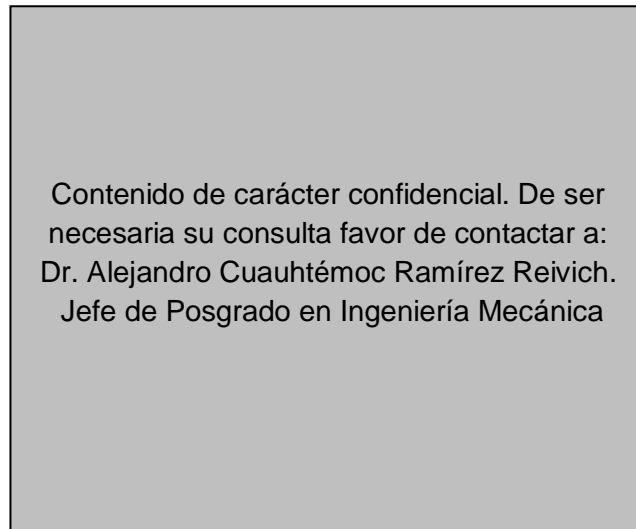 Contenido de carácter confidencial. De ser
necesaria su consulta favor de contactar a:
Dr. Alejandro Cuauhtémoc Ramírez Reivich.
Jefe de Posgrado en Ingeniería Mecánica